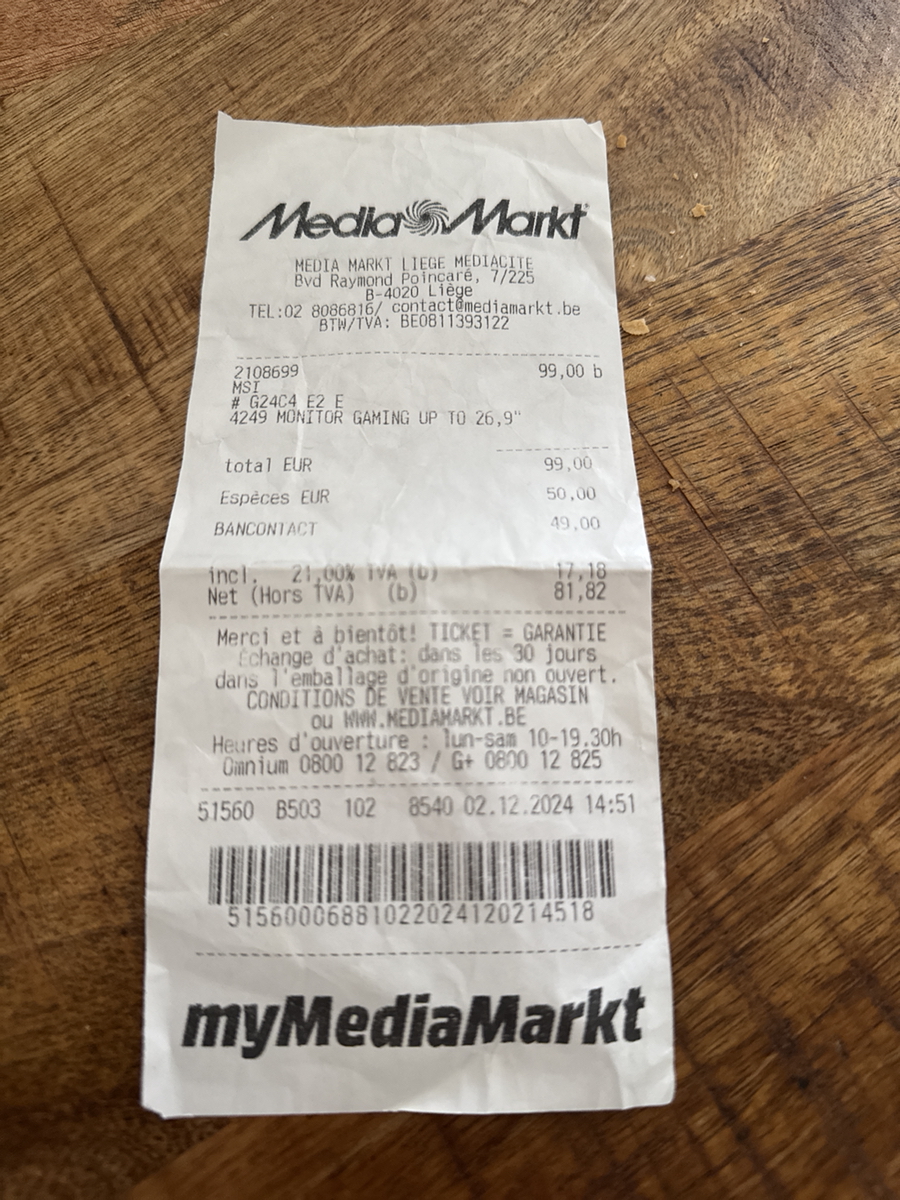 Media Markt
MEDIA MARKT LIEGE MEDIACITE
Bvd Raymond Poincaré, 7/225
B-4020 Liège
TEL:02 8086816/ contact@mediamarkt.be
BTW/TVA: BE0811393122
2108699 99,00 b
MSI
# G24C4 E2 E
4249 MONITOR GAMING UP TO 26,9"
total EUR 99,00
Espèces EUR 50,00
BANCONTACT 49,00
incl. 21,00% TVA (b) 17,18
Net (Hors TVA) (b) 81,82
Merci et à bientôt! TICKET = GARANTIE
Échange d'achat: dans les 30 jours
dans l'emballage d'origine non ouvert.
CONDITIONS DE VENTE VOIR MAGASIN
ou WWW.MEDIAMARKT.BE
Heures d'ouverture : lun-sam 10-19.30h
Omnium 0800 12 823 / G+ 0800 12 825
51560 B503 102 8540 02.12.2024 14:51
51560006881022024120214518
myMediaMarkt